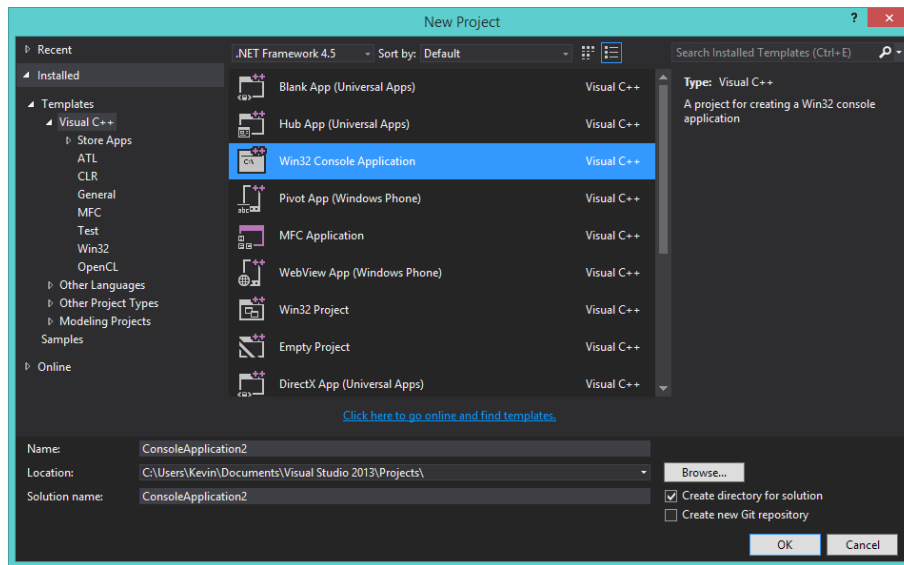 New Project
? ×
Recent
.NET Framework 4.5 Sort by: Default
Search Installed Templates (Ctrl+E)
Installed
Templates
Visual C++
Store Apps
ATL
CLR
General
MFC
Test
Win32
OpenCL
Other Languages
Other Project Types
Modeling Projects
Samples
Online
Blank App (Universal Apps) Visual C++
Hub App (Universal Apps) Visual C++
Win32 Console Application Visual C++
Pivot App (Windows Phone) Visual C++
MFC Application Visual C++
WebView App (Windows Phone) Visual C++
Win32 Project Visual C++
Empty Project Visual C++
DirectX App (Universal Apps) Visual C++
Type: Visual C++
A project for creating a Win32 console
application
Click here to go online and find templates.
Name: ConsoleApplication2
Location: C:\Users\Kevin\Documents\Visual Studio 2013\Projects\
Browse...
Solution name: ConsoleApplication2
Create directory for solution
Create new Git repository
OK Cancel